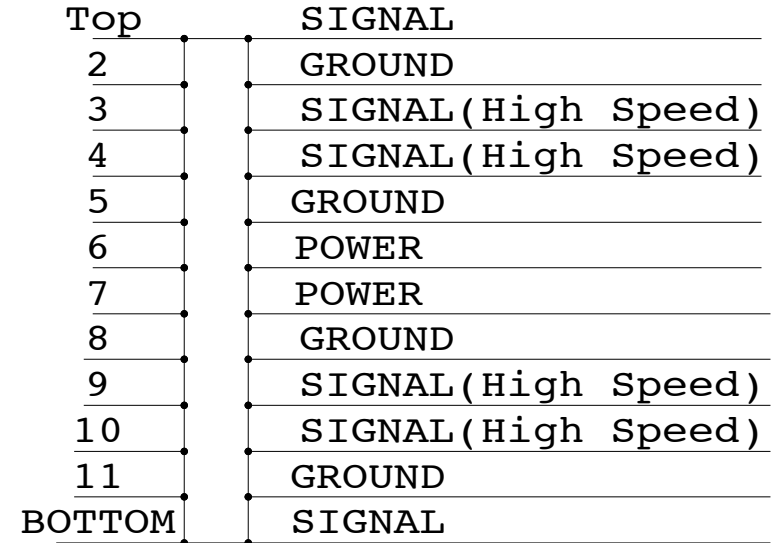 Top SIGNAL
2 GROUND
3 SIGNAL(High Speed)
4 SIGNAL(High Speed)
5 GROUND
6 POWER
7 POWER
8 GROUND
9 SIGNAL(High Speed)
10 SIGNAL(High Speed)
11 GROUND
BOTTOM SIGNAL